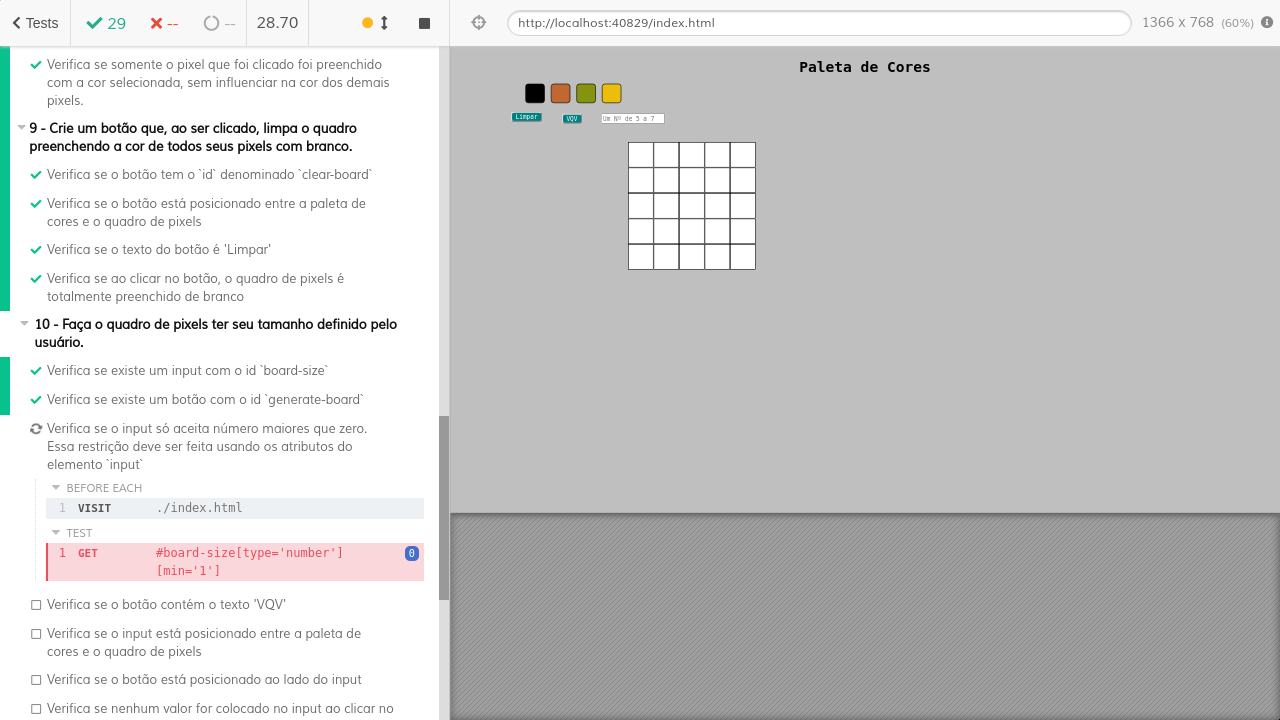 Tests
29
--
--
28.70
http://localhost:40829/index.html
1366 x 768 (60%)
Verifica se somente o pixel que foi clicado foi preenchido
com a cor selecionada, sem influenciar na cor dos demais
pixels.
9 - Crie um botão que, ao ser clicado, limpa o quadro
preenchendo a cor de todos seus pixels com branco.
Verifica se o botão tem o `id` denominado `clear-board`
Verifica se o botão está posicionado entre a paleta de
cores e o quadro de pixels
Verifica se o texto do botão é 'Limpar'
Verifica se ao clicar no botão, o quadro de pixels é
totalmente preenchido de branco
10 - Faça o quadro de pixels ter seu tamanho definido pelo
usuário.
Verifica se existe um input com o id `board-size`
Verifica se existe um botão com o id `generate-board`
Verifica se o input só aceita número maiores que zero.
Essa restrição deve ser feita usando os atributos do
elemento `input`
BEFORE EACH
1 VISIT ./index.html
TEST
1 GET #board-size[type='number'] 0
[min='1']
Verifica se o botão contém o texto 'VQV'
Verifica se o input está posicionado entre a paleta de
cores e o quadro de pixels
Verifica se o botão está posicionado ao lado do input
Verifica se nenhum valor for colocado no input ao clicar no
Paleta de Cores
Limpar
VQV
Um Nº de 5 a 7